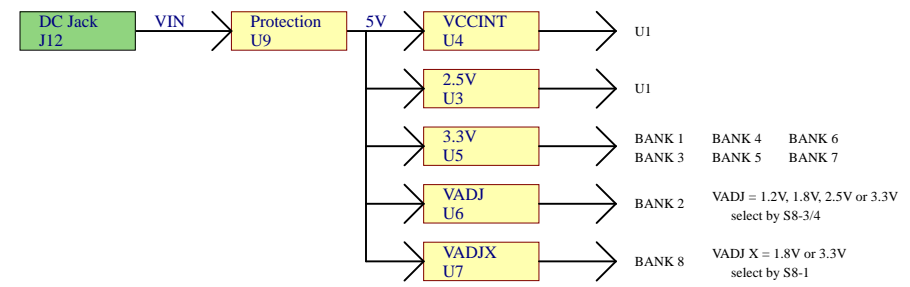 DC Jack
J12
VIN
Protection
U9
5V
VCCINT
U4
U1
2.5V
U3
U1
3.3V
U5
BANK 1 BANK 4 BANK 6
BANK 3 BANK 5 BANK 7
VADJ
U6
BANK 2
VADJ = 1.2V, 1.8V, 2.5V or 3.3V
select by S8-3/4
VADJX
U7
BANK 8
VADJ X = 1.8V or 3.3V
select by S8-1